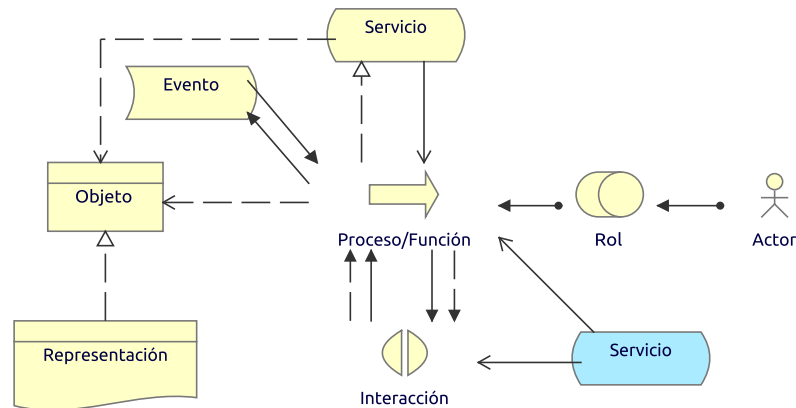 Servicio
Evento
Objeto
Proceso/Función
Rol
Actor
Representación
Servicio
Interacción